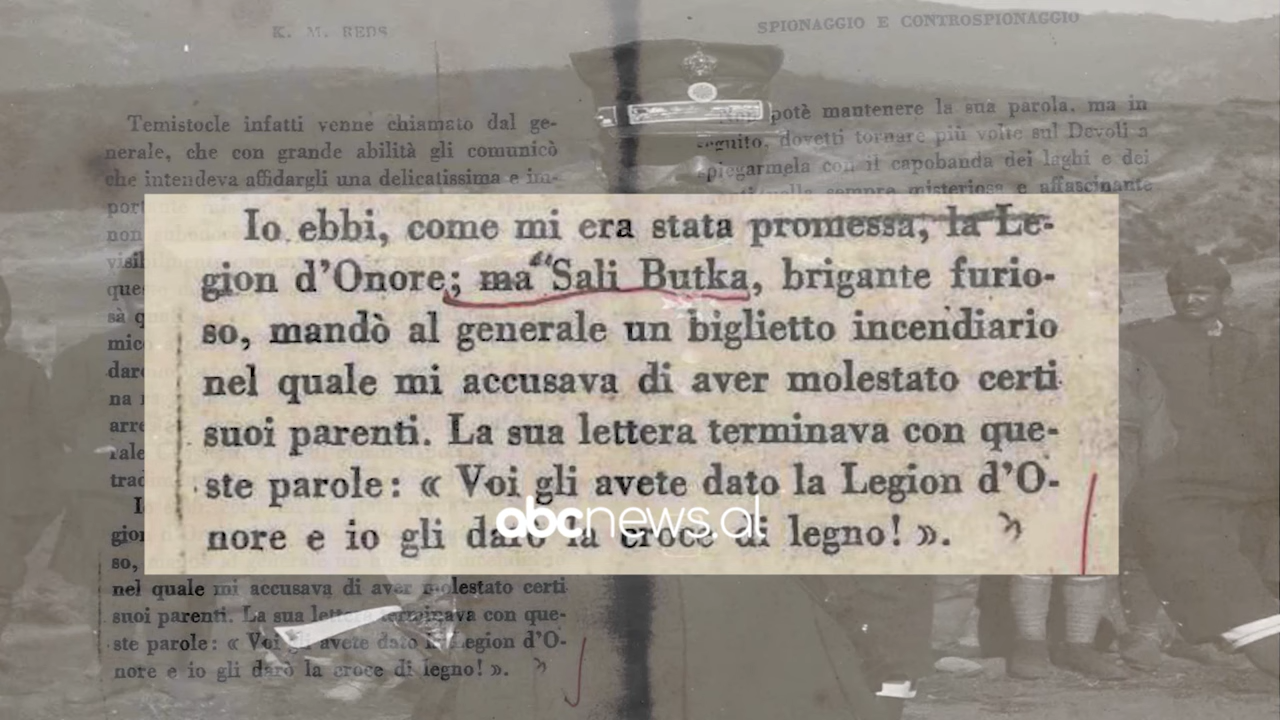 K. M. REDS
Temistocle infatti venne chiamato dal ge-
nerale, che con grande abilità gli comunicò
che intendeva affidargli una delicatissima e im-
SPIONAGGIO E CONTROSPIONAGGIO
potè mantenere la sua parola. ma in
seguito, dovetti tornare più volte sul Devoli a
spiegarmela con il capobanda dei laghi e dei
quella sempre misteriosa e affascinante
Io ebbi, come mi era stata promessa, la Le-
gion d'Onore; ma Sali Butka, brigante furio-
so, mandò al generale un biglietto incendiario
nel quale mi accusava di aver molestato certi
suoi parenti. La sua lettera terminava con que-
ste parole: « Voi gli avete dato la Legion d'O-
nore e io gli darò la croce di legno! ».
abcnews.al
nel quale mi accusava di aver molestato certi
suoi parenti. La sua lettera terminava con que-
ste parole: « Voi gli avete dato la Legion d'O-
nore e io gli darò la croce di legno! ».